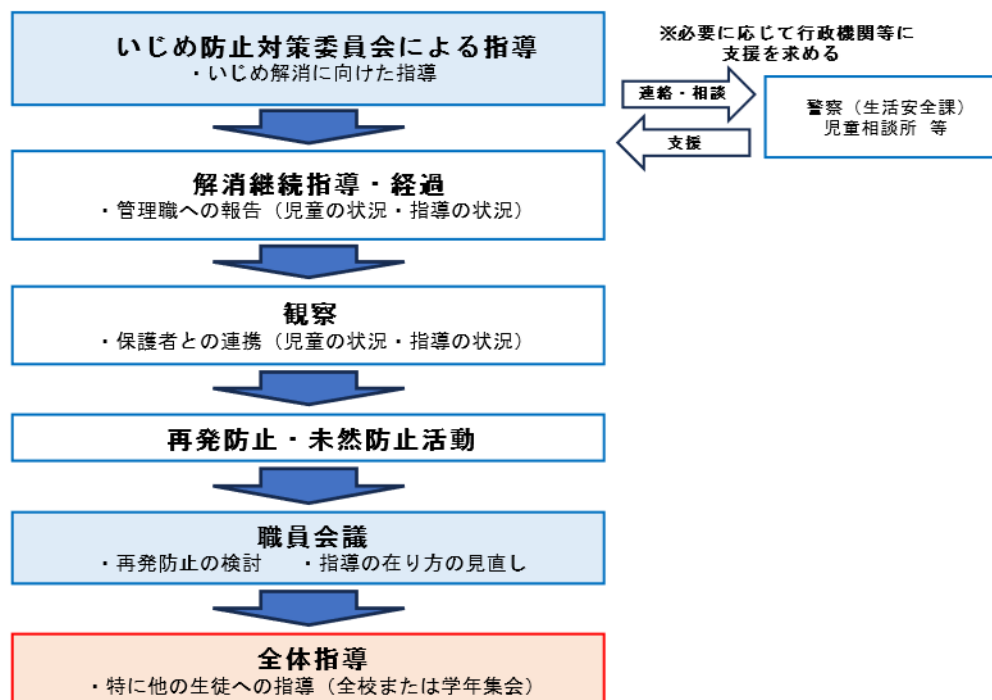 いじめ防止対策委員会による指導
・いじめ解消に向けた指導
※必要に応じて行政機関等に
支援を求める
連絡・相談
支援
警察（生活安全課）
児童相談所 等
解消継続指導・経過
・管理職への報告（児童の状況・指導の状況）
観察
・保護者との連携（児童の状況・指導の状況）
再発防止・未然防止活動
職員会議
・再発防止の検討 ・指導の在り方の見直し
全体指導
・特に他の生徒への指導（全校または学年集会）